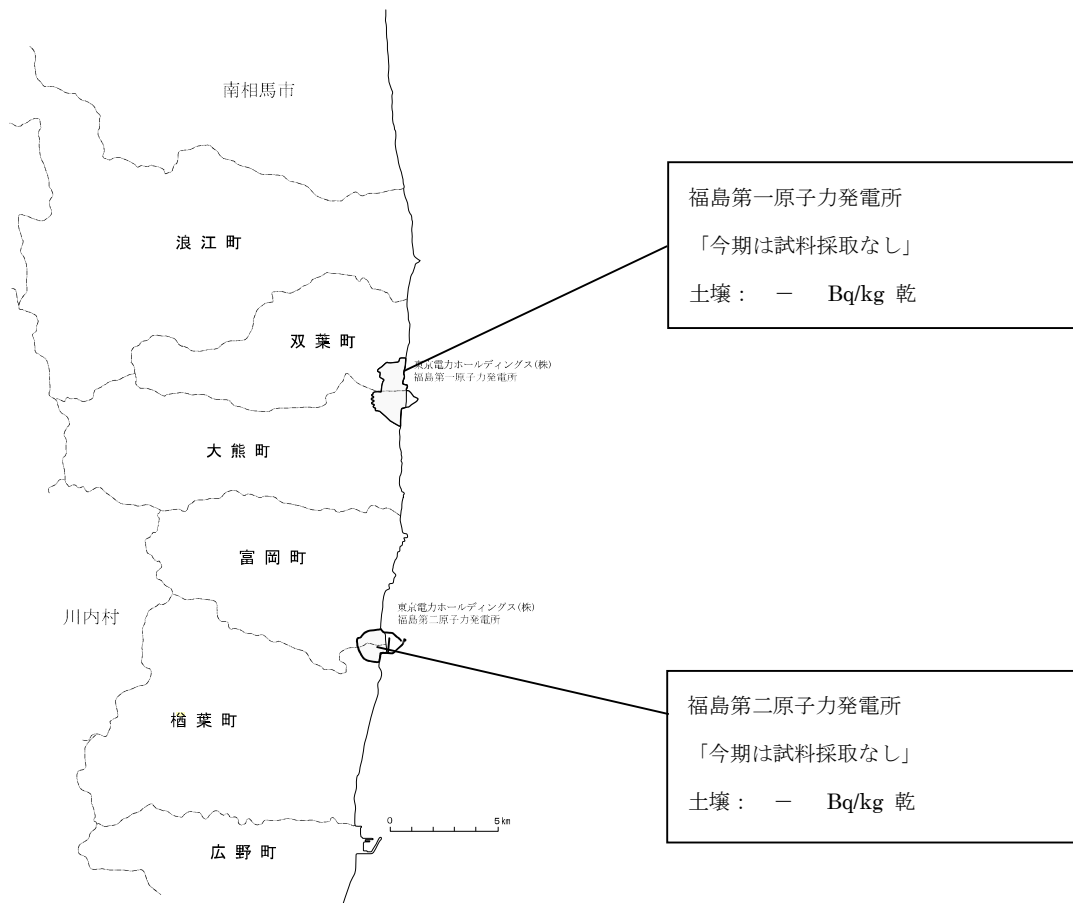 南相馬市
福島第一原子力発電所
「今期は試料採取なし」
土壌： － Bq/kg 乾
浪江町
双葉町
東京電力ホールディングス(株)
福島第一原子力発電所
大熊町
富岡町
川内村
東京電力ホールディングス(株)
福島第二原子力発電所
福島第二原子力発電所
「今期は試料採取なし」
土壌： － Bq/kg 乾
楢葉町
0 5km
広野町